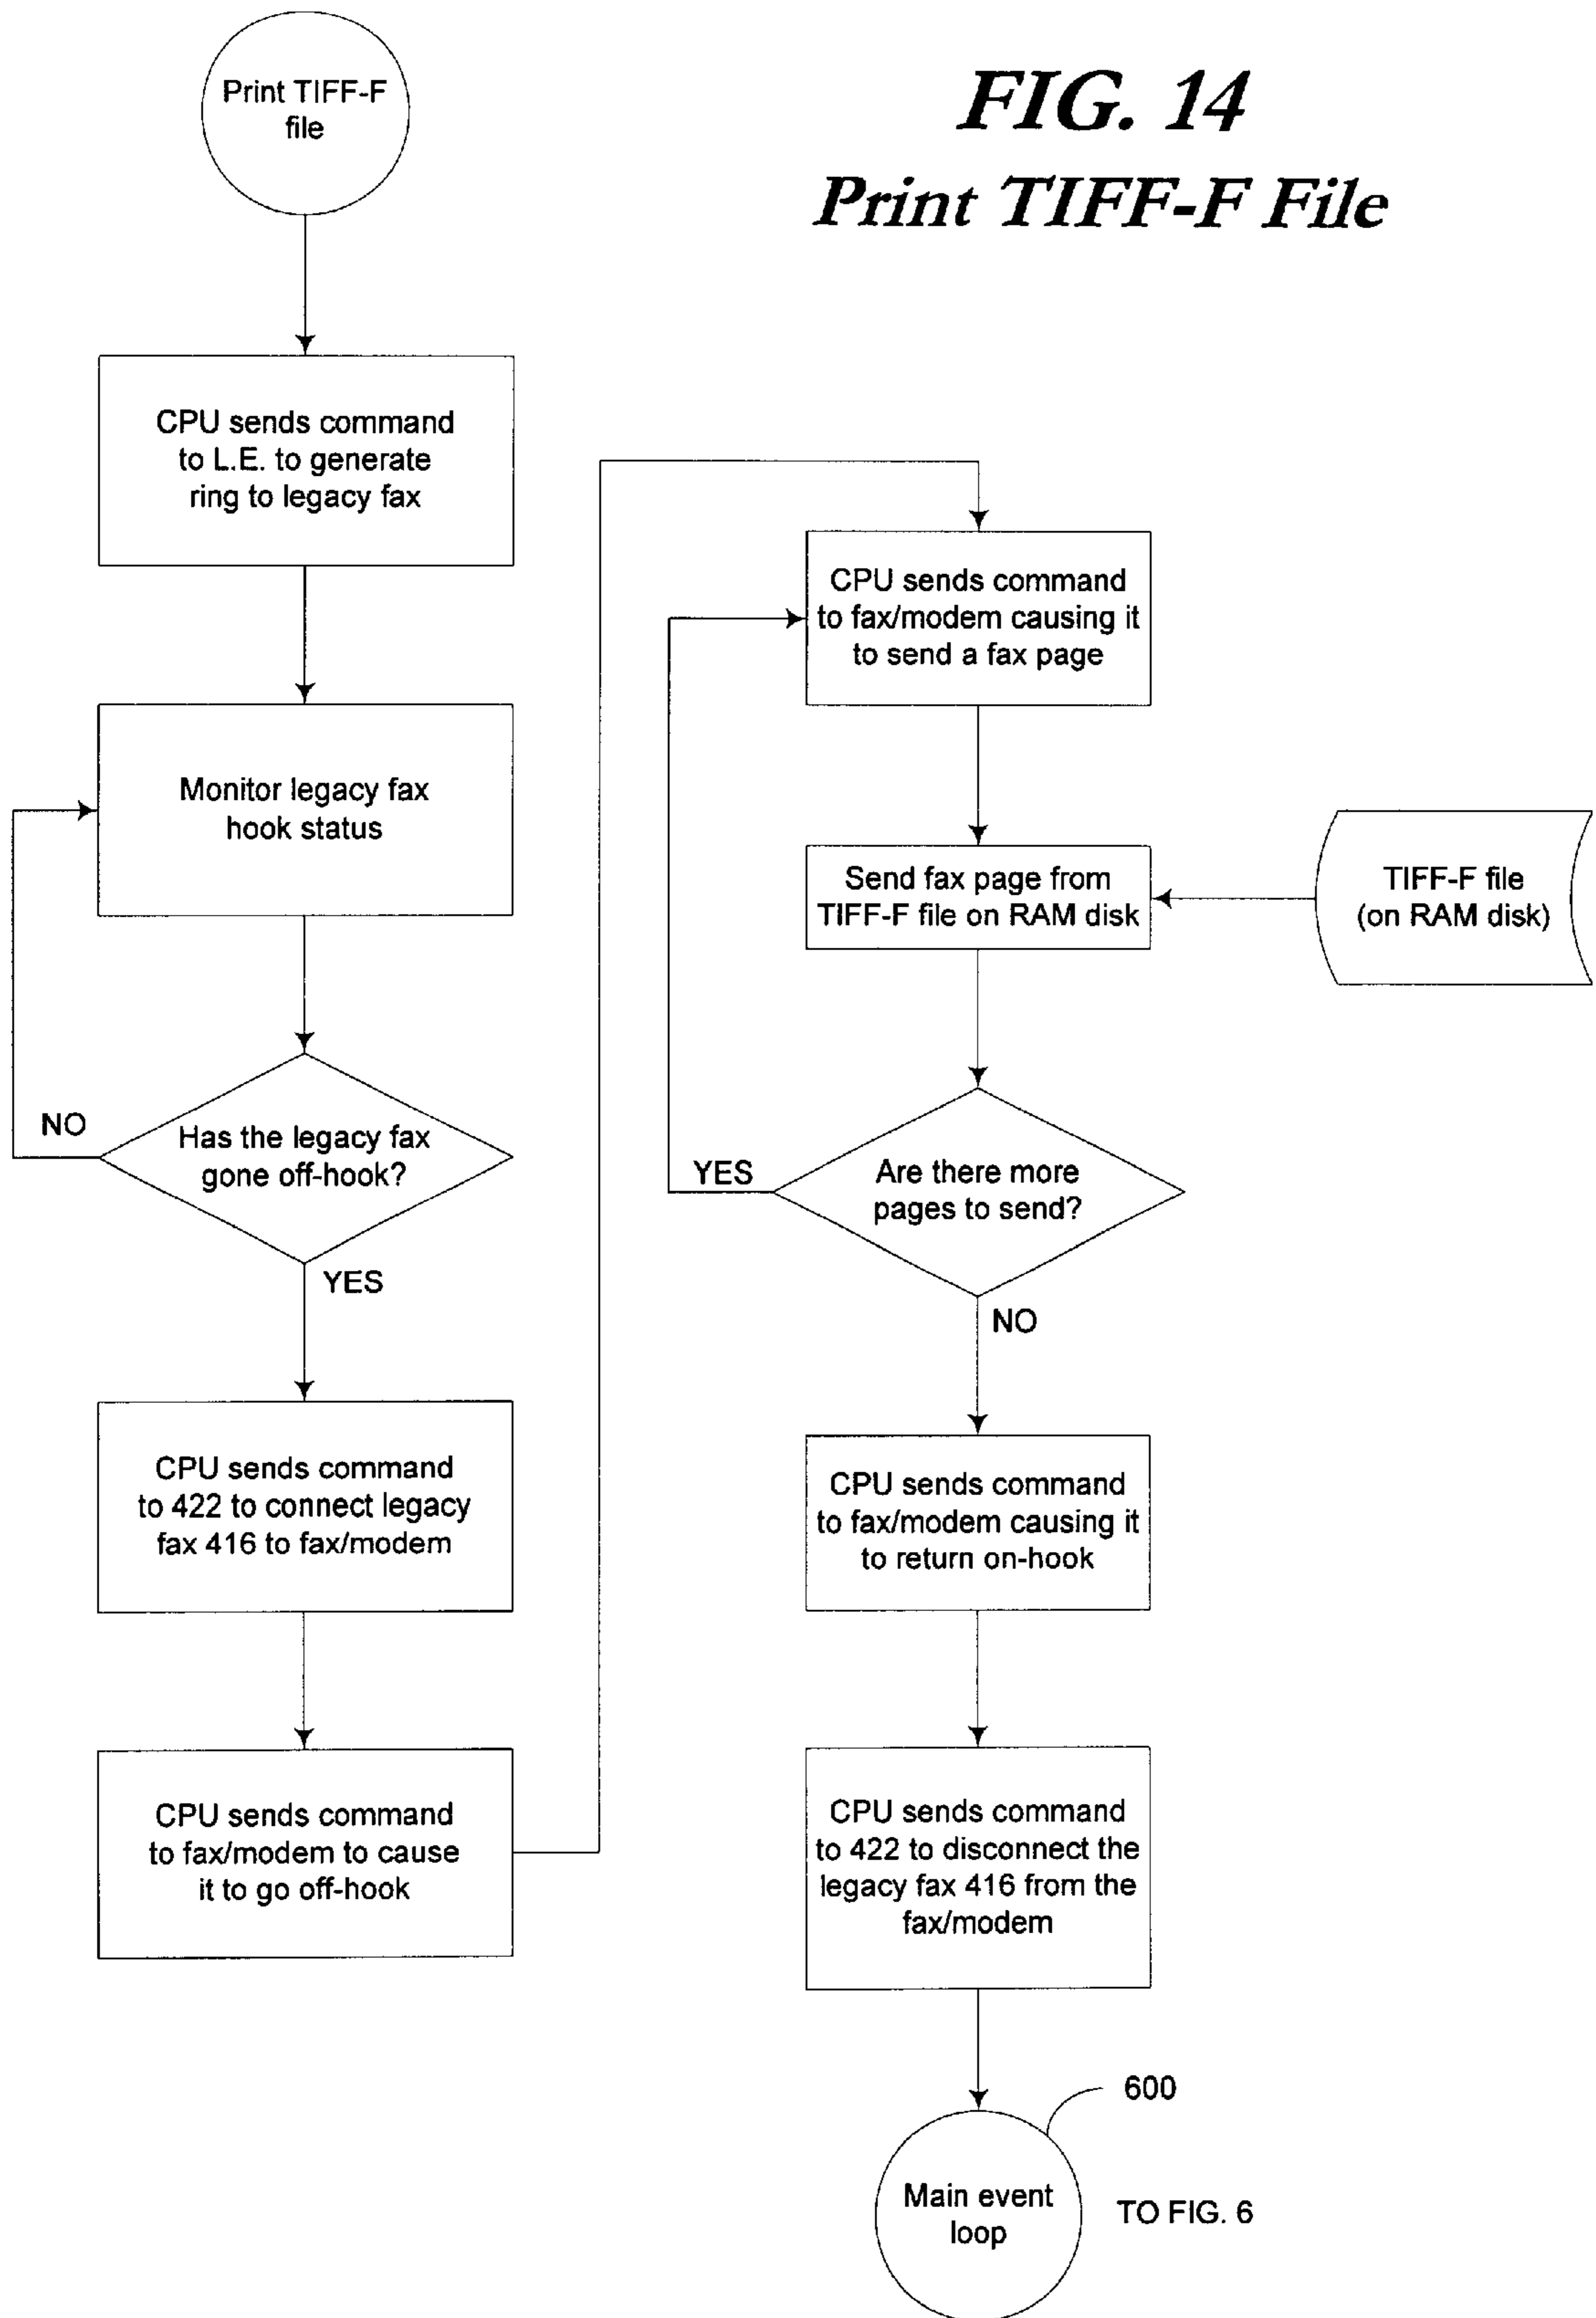 FIG. 14
Print TIFF-F File
Print TIFF-F
file
CPU sends command
to L.E. to generate
ring to legacy fax
Monitor legacy fax
hook status
Has the legacy fax
gone off-hook?
NO
YES
CPU sends command
to 422 to connect legacy
fax 416 to fax/modem
CPU sends command
to fax/modem to cause
it to go off-hook
CPU sends command
to fax/modem causing it
to send a fax page
Send fax page from
TIFF-F file on RAM disk
TIFF-F file
(on RAM disk)
Are there more
pages to send?
YES
NO
CPU sends command
to fax/modem causing it
to return on-hook
CPU sends command
to 422 to disconnect the
legacy fax 416 from the
fax/modem
600
Main event
loop
TO FIG. 6